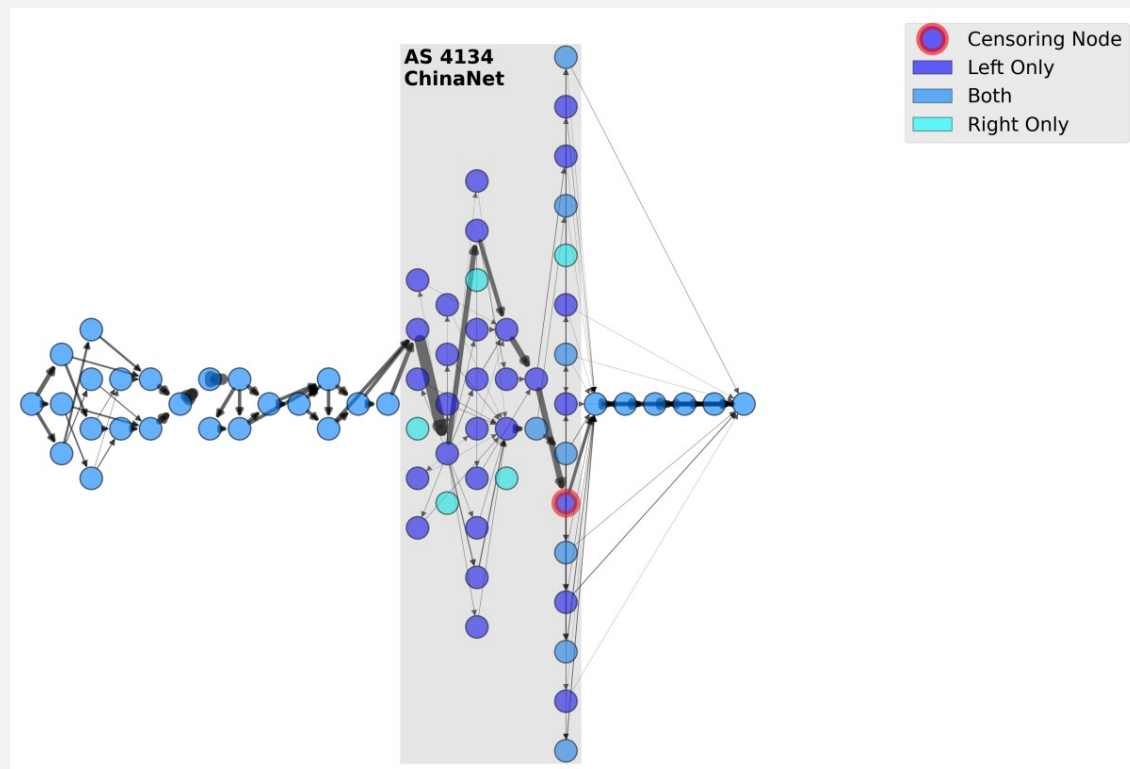 AS 4134
ChinaNet
Censoring Node
Left Only
Both
Right Only